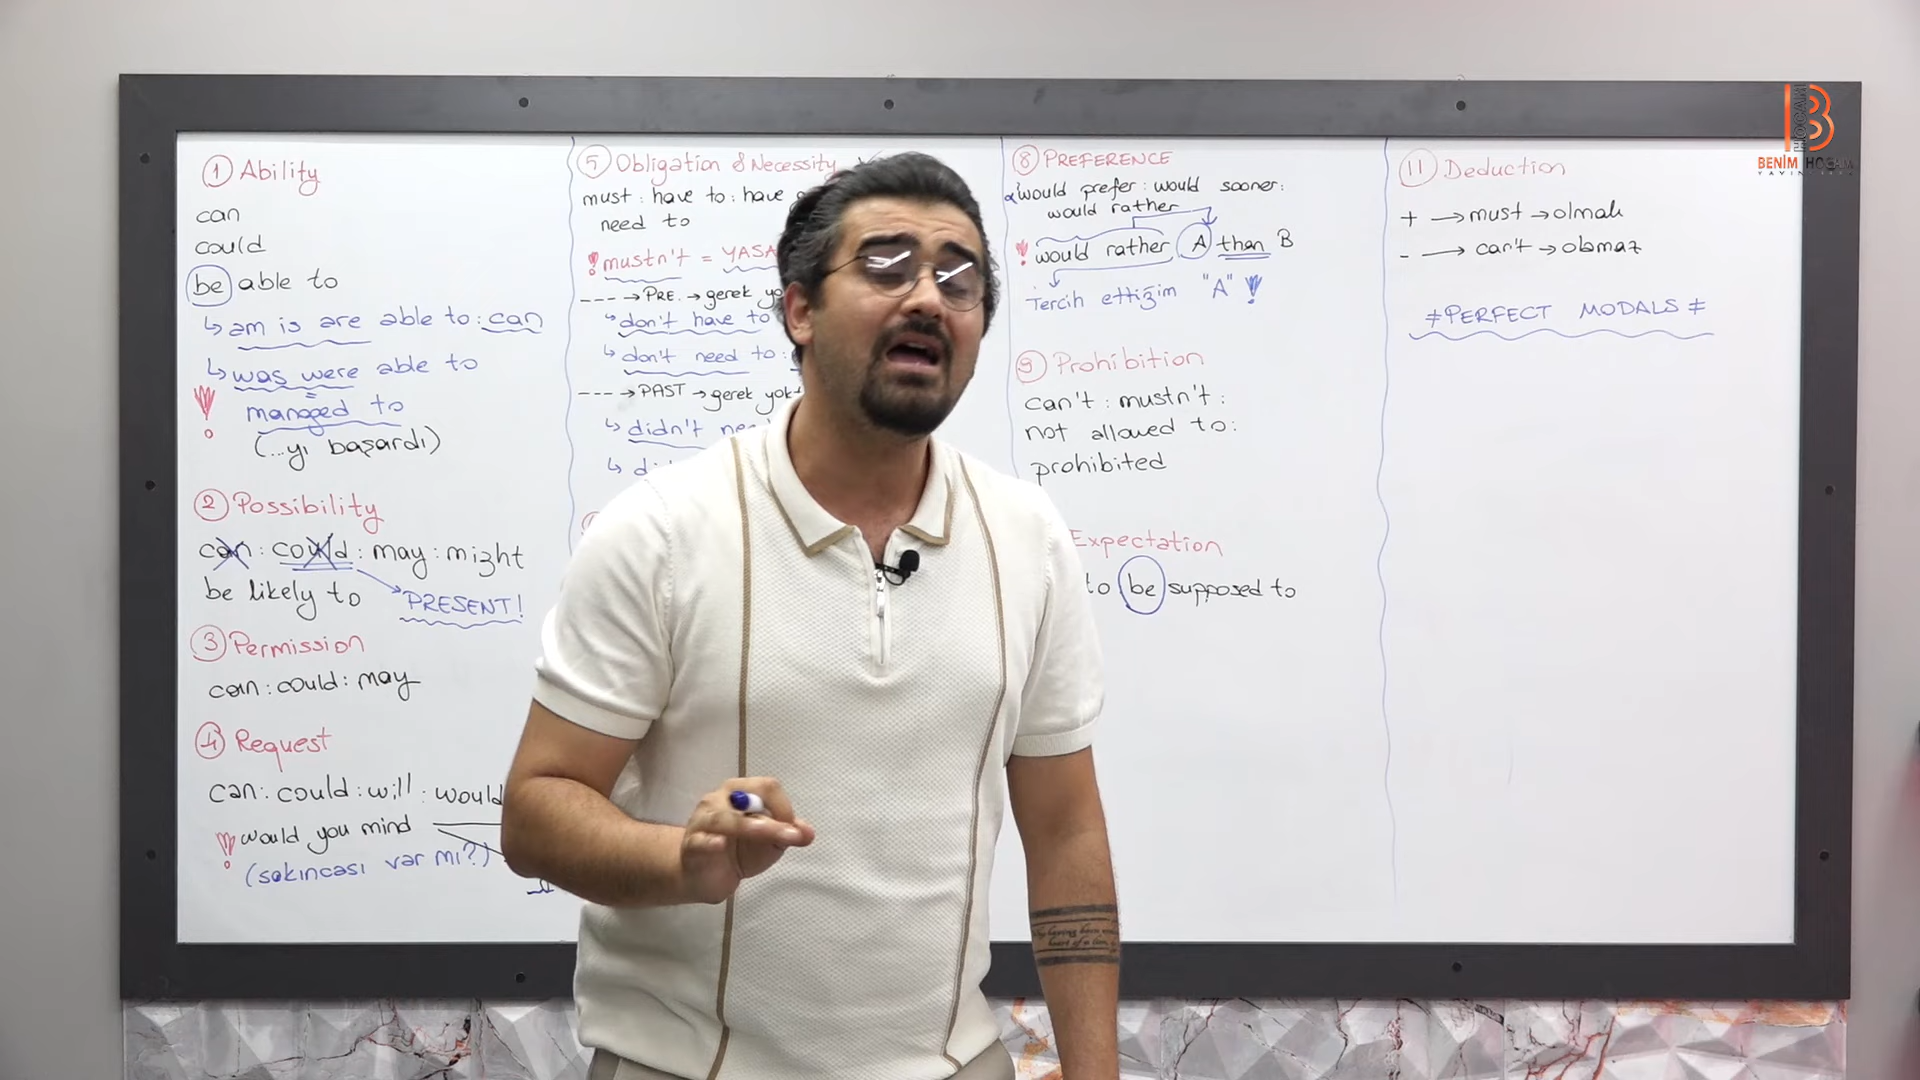 1 Ability
can
could
be able to
↳ am is are able to : can
↳ was were able to
=
! managed to
(...yı başardı)
2 Possibility
can : could : may : might
be likely to
PRESENT!
3 Permission
can : could : may
4 Request
can : could : will : would
! would you mind
(sakıncası var mı?)
5 Obligation & Necessity
must : have to : have
need to
! mustn't = YASA
---→ PRE. → gerek yo
↳ don't have to
↳ don't need to :
---→ PAST → gerek yok
↳ didn't nee
↳ di
8 PREFERENCE
would prefer : would sooner :
would rather
! would rather A than B
Tercih ettiğim "A" !
9 Prohibition
can't : mustn't :
not allowed to :
prohibited
Expectation
to be supposed to
11 Deduction
+ → must → olmalı
- → can't → olamaz
≠ PERFECT MODALS ≠
B
HOCAM
BENİM HOCAM
YAYINLARI